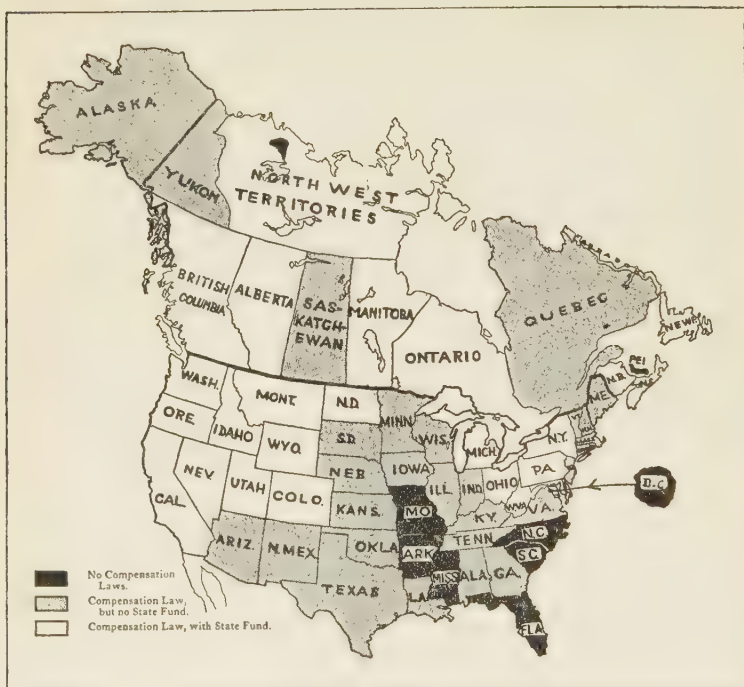 ALASKA
YUKON
NORTH WEST
TERRITORIES
BRITISH
COLUMBIA
ALBERTA
SAS-
KATCH-
EWAN
MANITOBA
ONTARIO
QUEBEC
LABRADOR
NEWF
PEI
N.B.
N.S.
ME.
WASH.
MONT.
N.D.
MINN
ORE.
IDAHO
WYO.
S.D.
WIS.
MICH.
N.Y.
NEV.
UTAH
COLO.
NEB
IOWA
ILL
IND
OHIO
PA.
CAL.
KANS.
MO
KY.
W.VA
VA.
D.C.
ARIZ.
N.MEX.
OKLA
ARK
TENN
N.C.
S.C.
TEXAS
LA.
MISS
ALA.
GA.
FLA
No Compensation
Laws.
Compensation Law,
but no State Fund.
Compensation Law, with State Fund.